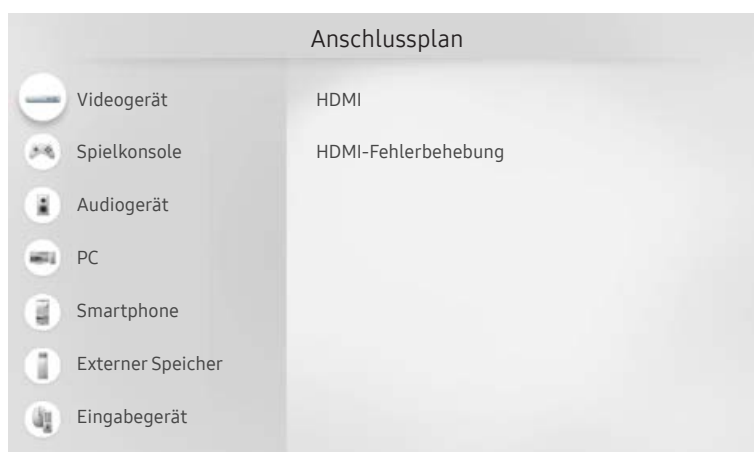 Anschlussplan
Videogerät
Spielkonsole
Audiogerät
PC
Smartphone
Externer Speicher
Eingabegerät
HDMI
HDMI-Fehlerbehebung